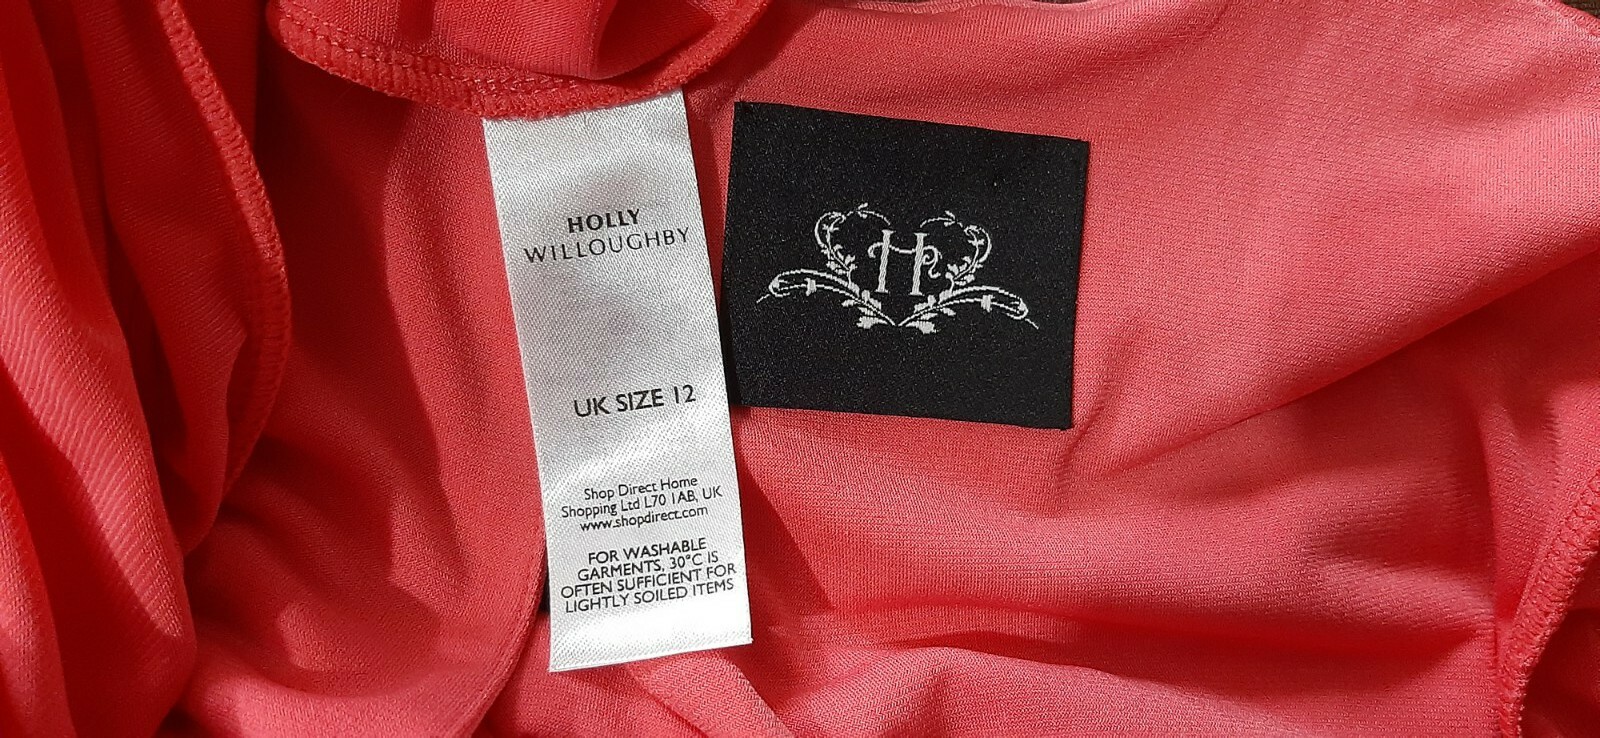 HOLLY
WILLOUGHBY
UK SIZE 12
Shop Direct Home
Shopping Ltd L70 1AB, UK
www.shopdirect.com
FOR WASHABLE
GARMENTS, 30°C IS
OFTEN SUFFICIENT FOR
LIGHTLY SOILED ITEMS
H